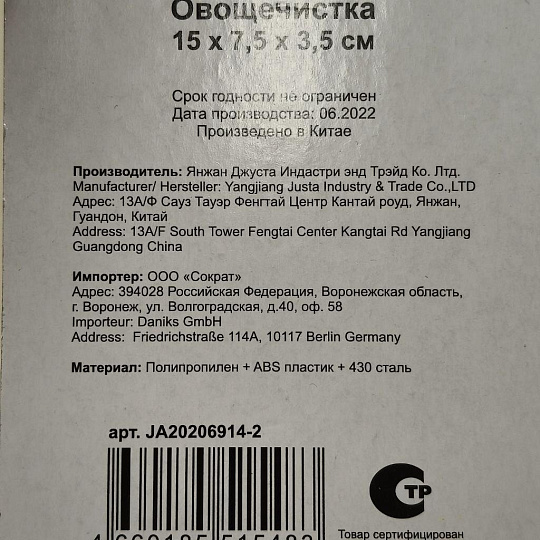 Овощечистка
15 х 7,5 х 3,5 см
Срок годности не ограничен
Дата производства: 06.2022
Произведено в Китае
Производитель: Янжан Джуста Индастри энд Трэйд Ко. Лтд.
Manufacturer/ Hersteller: Yangjiang Justa Industry & Trade Co.,LTD
Адрес: 13А/Ф Сауз Тауэр Фенгтай Центр Кантай роуд, Янжан,
Гуандон, Китай
Address: 13A/F South Tower Fengtai Center Kangtai Rd Yangjiang
Guangdong China
Импортер: ООО «Сократ»
Адрес: 394028 Российская Федерация, Воронежская область,
г. Воронеж, ул. Волгоградская, д.40, оф. 58
Importeur: Daniks GmbH
Address: Friedrichstraße 114A, 10117 Berlin Germany
Материал: Полипропилен + ABS пластик + 430 сталь
арт. JA20206914-2
СТР
Товар сертифицирован